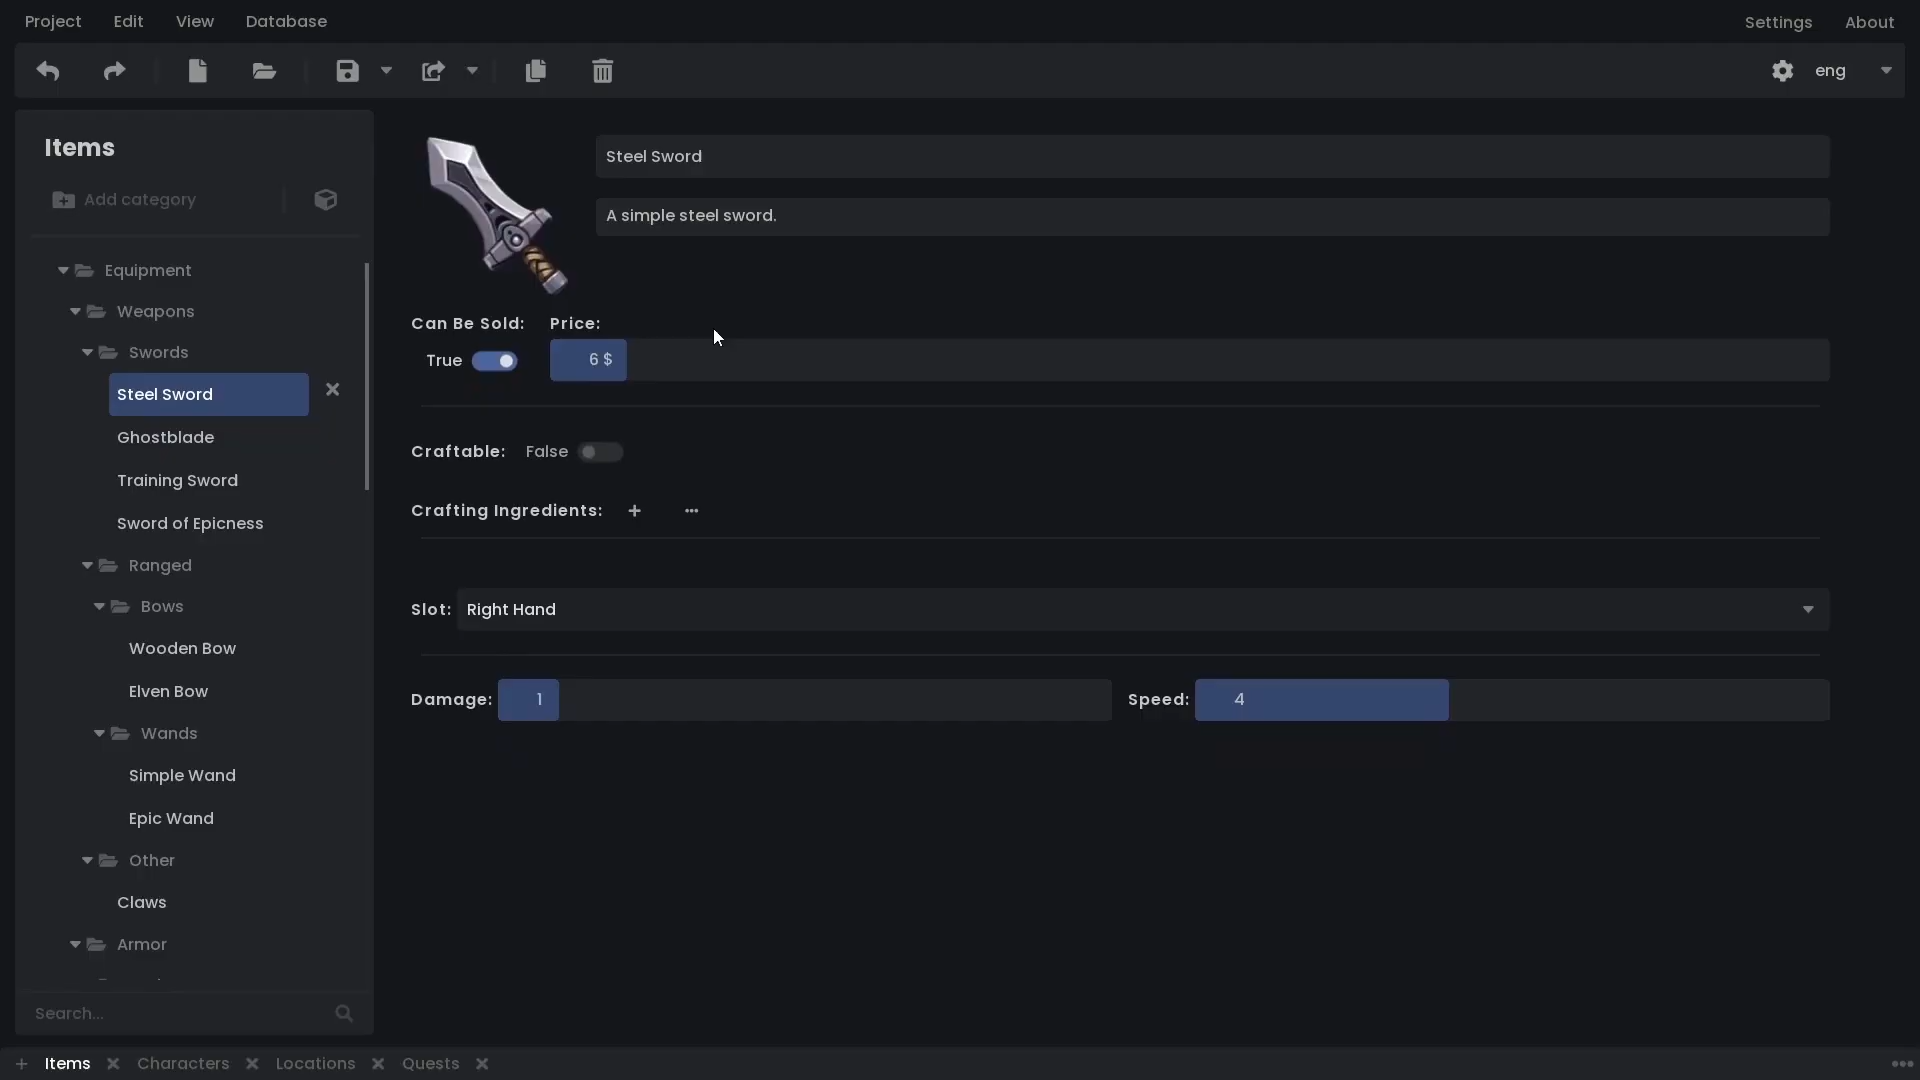 Project Edit View Database Settings About
eng
Items
Add category
Equipment
Weapons
Swords
Steel Sword
Ghostblade
Training Sword
Sword of Epicness
Ranged
Bows
Wooden Bow
Elven Bow
Wands
Simple Wand
Epic Wand
Other
Claws
Armor
Search...
Steel Sword
A simple steel sword.
Can Be Sold: Price:
True 6 $
Craftable: False
Crafting Ingredients:
Slot: Right Hand
Damage: 1 Speed: 4
Items Characters Locations Quests